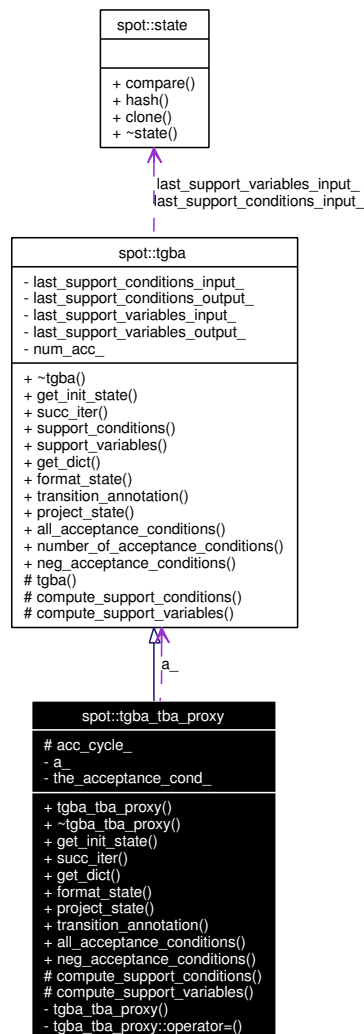 spot::state
+ compare()
+ hash()
+ clone()
+ ~state()
last_support_variables_input_
last_support_conditions_input_
spot::tgba
- last_support_conditions_input_
- last_support_conditions_output_
- last_support_variables_input_
- last_support_variables_output_
- num_acc_
+ ~tgba()
+ get_init_state()
+ succ_iter()
+ support_conditions()
+ support_variables()
+ get_dict()
+ format_state()
+ transition_annotation()
+ project_state()
+ all_acceptance_conditions()
+ number_of_acceptance_conditions()
+ neg_acceptance_conditions()
# tgba()
# compute_support_conditions()
# compute_support_variables()
a_
spot::tgba_tba_proxy
# acc_cycle_
- a_
- the_acceptance_cond_
+ tgba_tba_proxy()
+ ~tgba_tba_proxy()
+ get_init_state()
+ succ_iter()
+ get_dict()
+ format_state()
+ project_state()
+ transition_annotation()
+ all_acceptance_conditions()
+ neg_acceptance_conditions()
# compute_support_conditions()
# compute_support_variables()
- tgba_tba_proxy()
- tgba_tba_proxy::operator=()